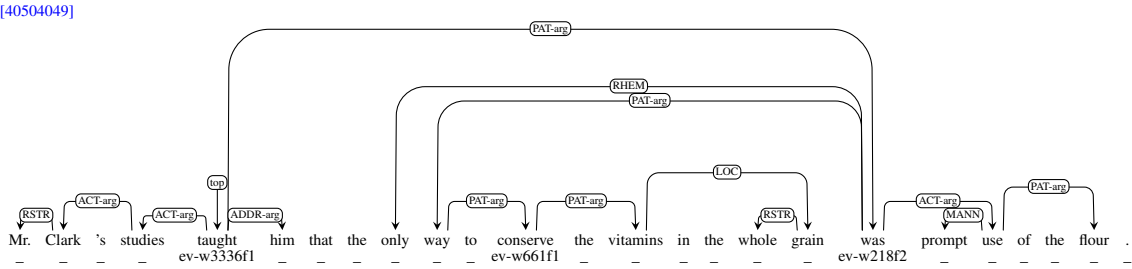 [40504049]
PAT-arg
RHEM
PAT-arg
LOC
top
ACT-arg PAT-arg PAT-arg ACT-arg PAT-arg
RSTR ACT-arg ADDR-arg RSTR MANN
Mr. Clark 's studies taught him that the only way to conserve the vitamins in the whole grain was prompt use of the flour .
_ _ _ _ ev-w3336f1 _ _ _ _ _ _ ev-w661f1 _ _ _ _ _ _ ev-w218f2 _ _ _ _ _ _